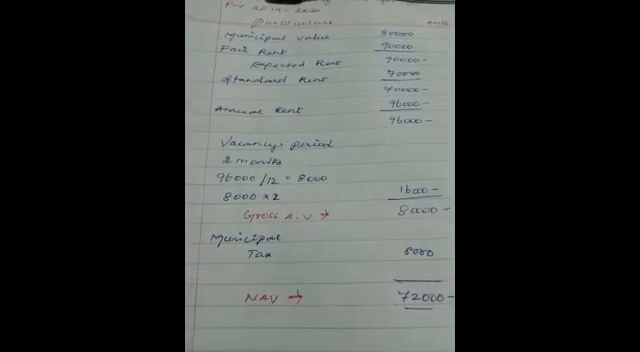 Particulars
Municipal Value 80000
Fair Rent 90000
Expected Rent 90000-
Standard Rent 70000
70000-
Annual Rent 96000-
96000-
Vacancy period
2 months
96000/12 = 8000
8000 x 2 16000-
Gross A.V → 80000-
Municipal
Tax 8000
NAV → 72000-